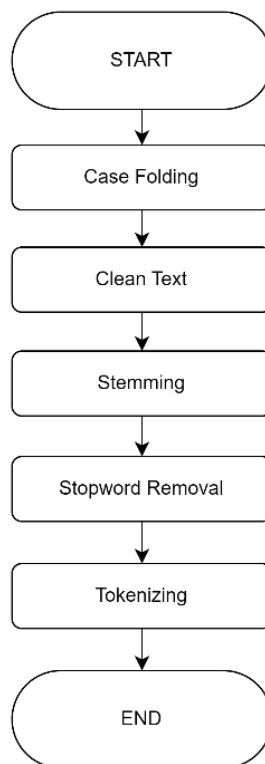 START
Case Folding
Clean Text
Stemming
Stopword Removal
Tokenizing
END